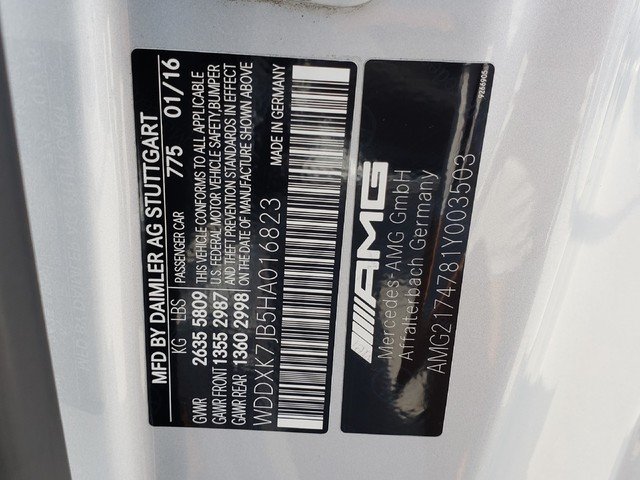 MFD BY DAIMLER AG STUTTGART
KG LBS PASSENGER CAR 775 01/16
GVWR 2635 5809 THIS VEHICLE CONFORMS TO ALL APPLICABLE
GAWR FRONT 1355 2987 U.S. FEDERAL MOTOR VEHICLE SAFETY, BUMPER
AND THEFT PREVENTION STANDARDS IN EFFECT
GAWR REAR 1360 2998 ON THE DATE OF MANUFACTURE SHOWN ABOVE
WDDXK7JB5HA016823 MADE IN GERMANY
AMG
Mercedes-AMG GmbH
Affalterbach Germany
AMG2174781Y003503